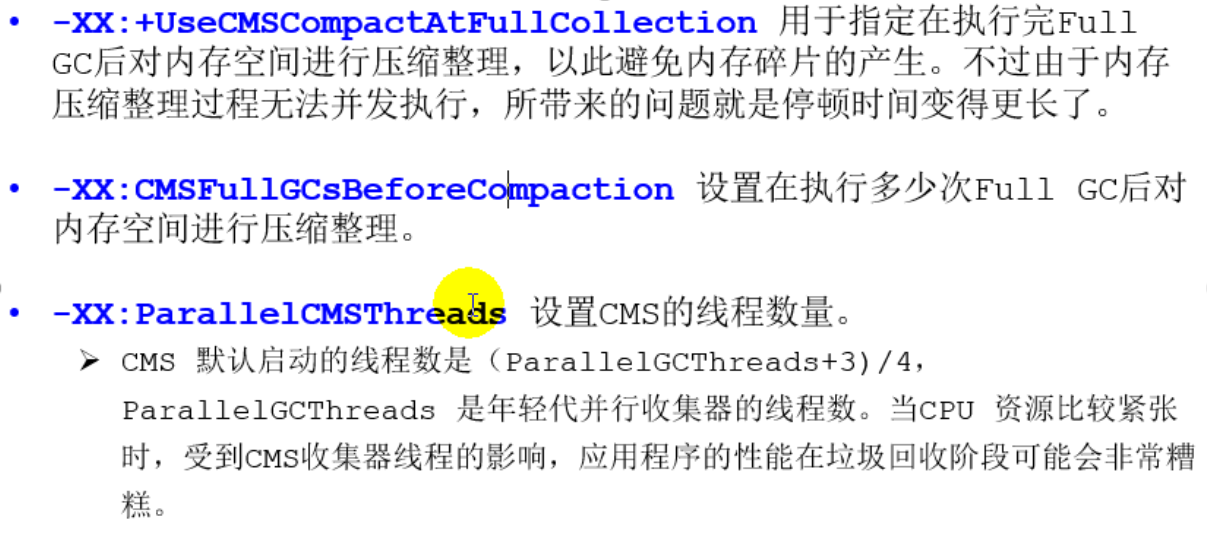 • -XX:+UseCMSCompactAtFullCollection 用于指定在执行完Full
GC后对内存空间进行压缩整理，以此避免内存碎片的产生。不过由于内存
压缩整理过程无法并发执行，所带来的问题就是停顿时间变得更长了。
• -XX:CMSFullGCsBeforeCompaction 设置在执行多少次Full GC后对
内存空间进行压缩整理。
• -XX:ParallelCMSThreads 设置CMS的线程数量。
➢ CMS 默认启动的线程数是（ParallelGCThreads+3)/4，
ParallelGCThreads 是年轻代并行收集器的线程数。当CPU 资源比较紧张
时，受到CMS收集器线程的影响，应用程序的性能在垃圾回收阶段可能会非常糟
糕。